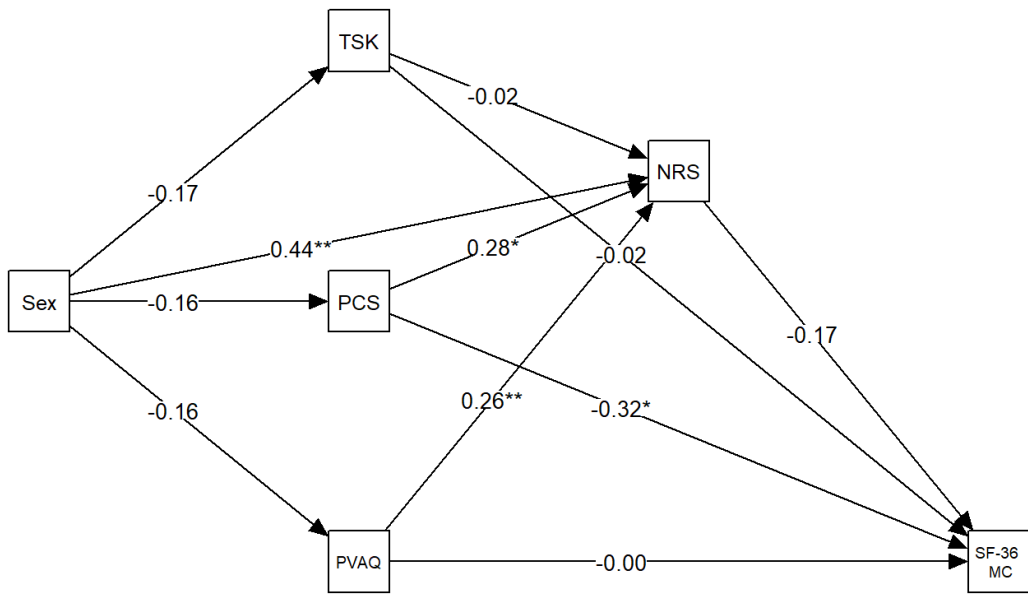 TSK
-0.02
NRS
-0.17
0.44**
0.28*
-0.02
Sex
-0.16
PCS
-0.17
-0.16
0.26**
-0.32*
PVAQ
-0.00
SF-36
MC